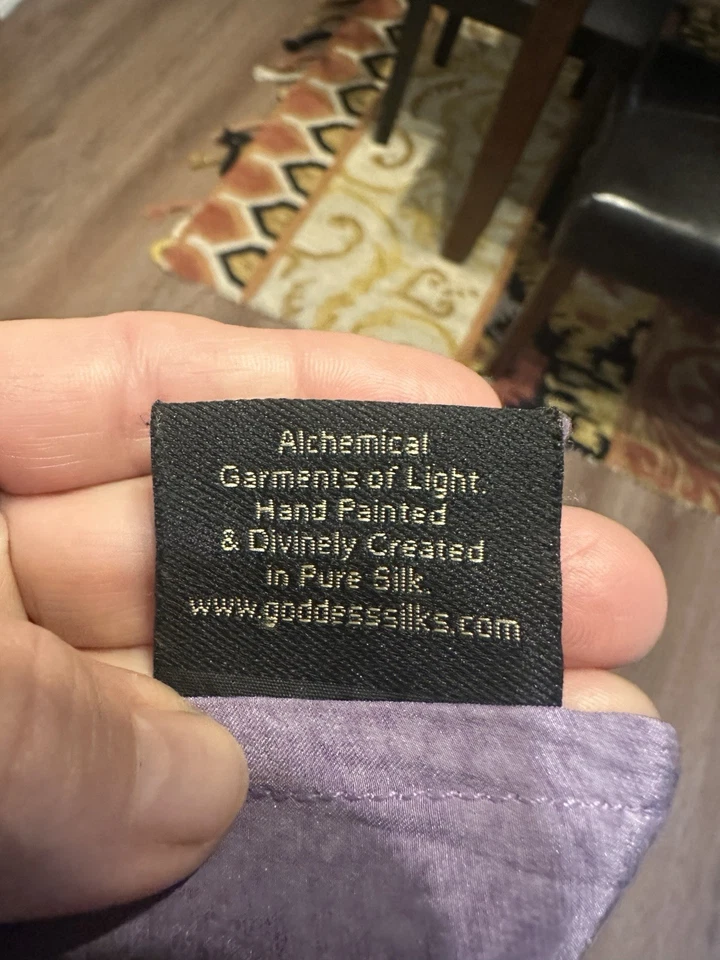 Alchemical
Garments of Light.
Hand Painted
& Divinely Created
in Pure Silk.
www.goddesssilks.com